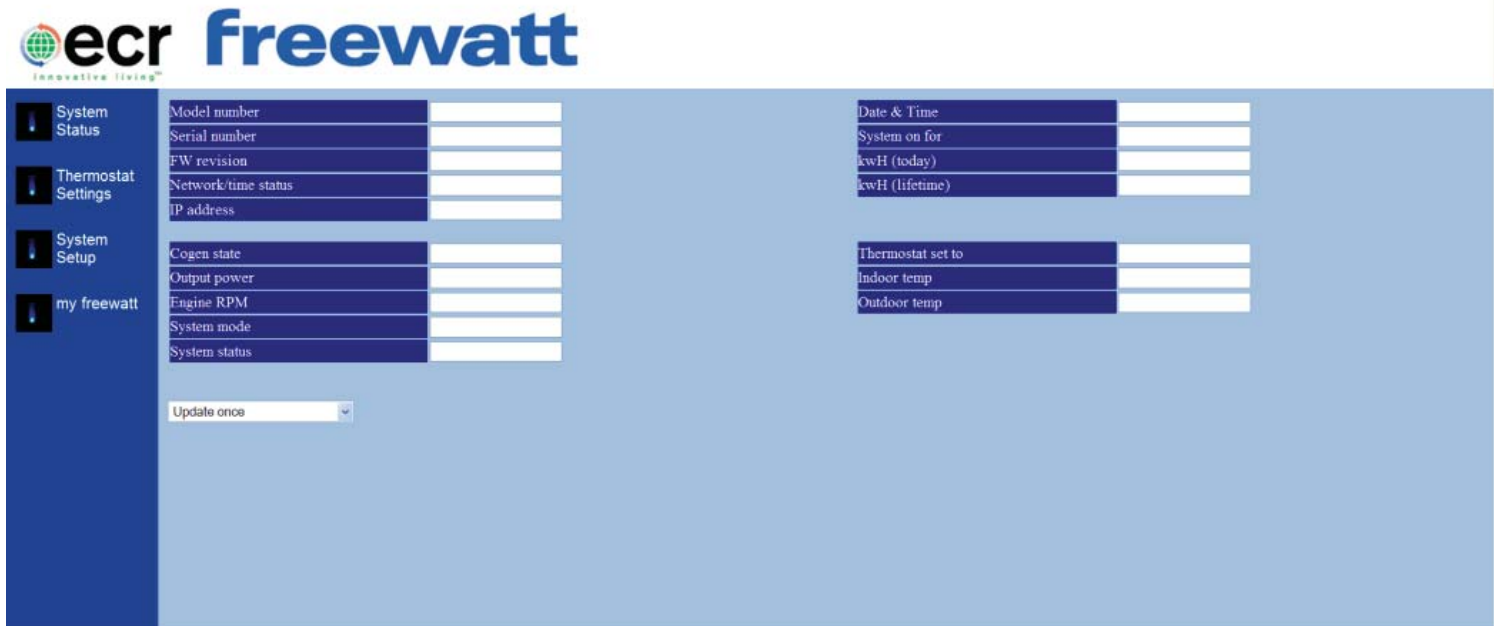 ecr freewatt
innovative living™
System
Status
Thermostat
Settings
System
Setup
my freewatt
Model number
Serial number
FW revision
Network/time status
IP address
Cogen state
Output power
Engine RPM
System mode
System status
Update once
Date & Time
System on for
kwH (today)
kwH (lifetime)
Thermostat set to
Indoor temp
Outdoor temp